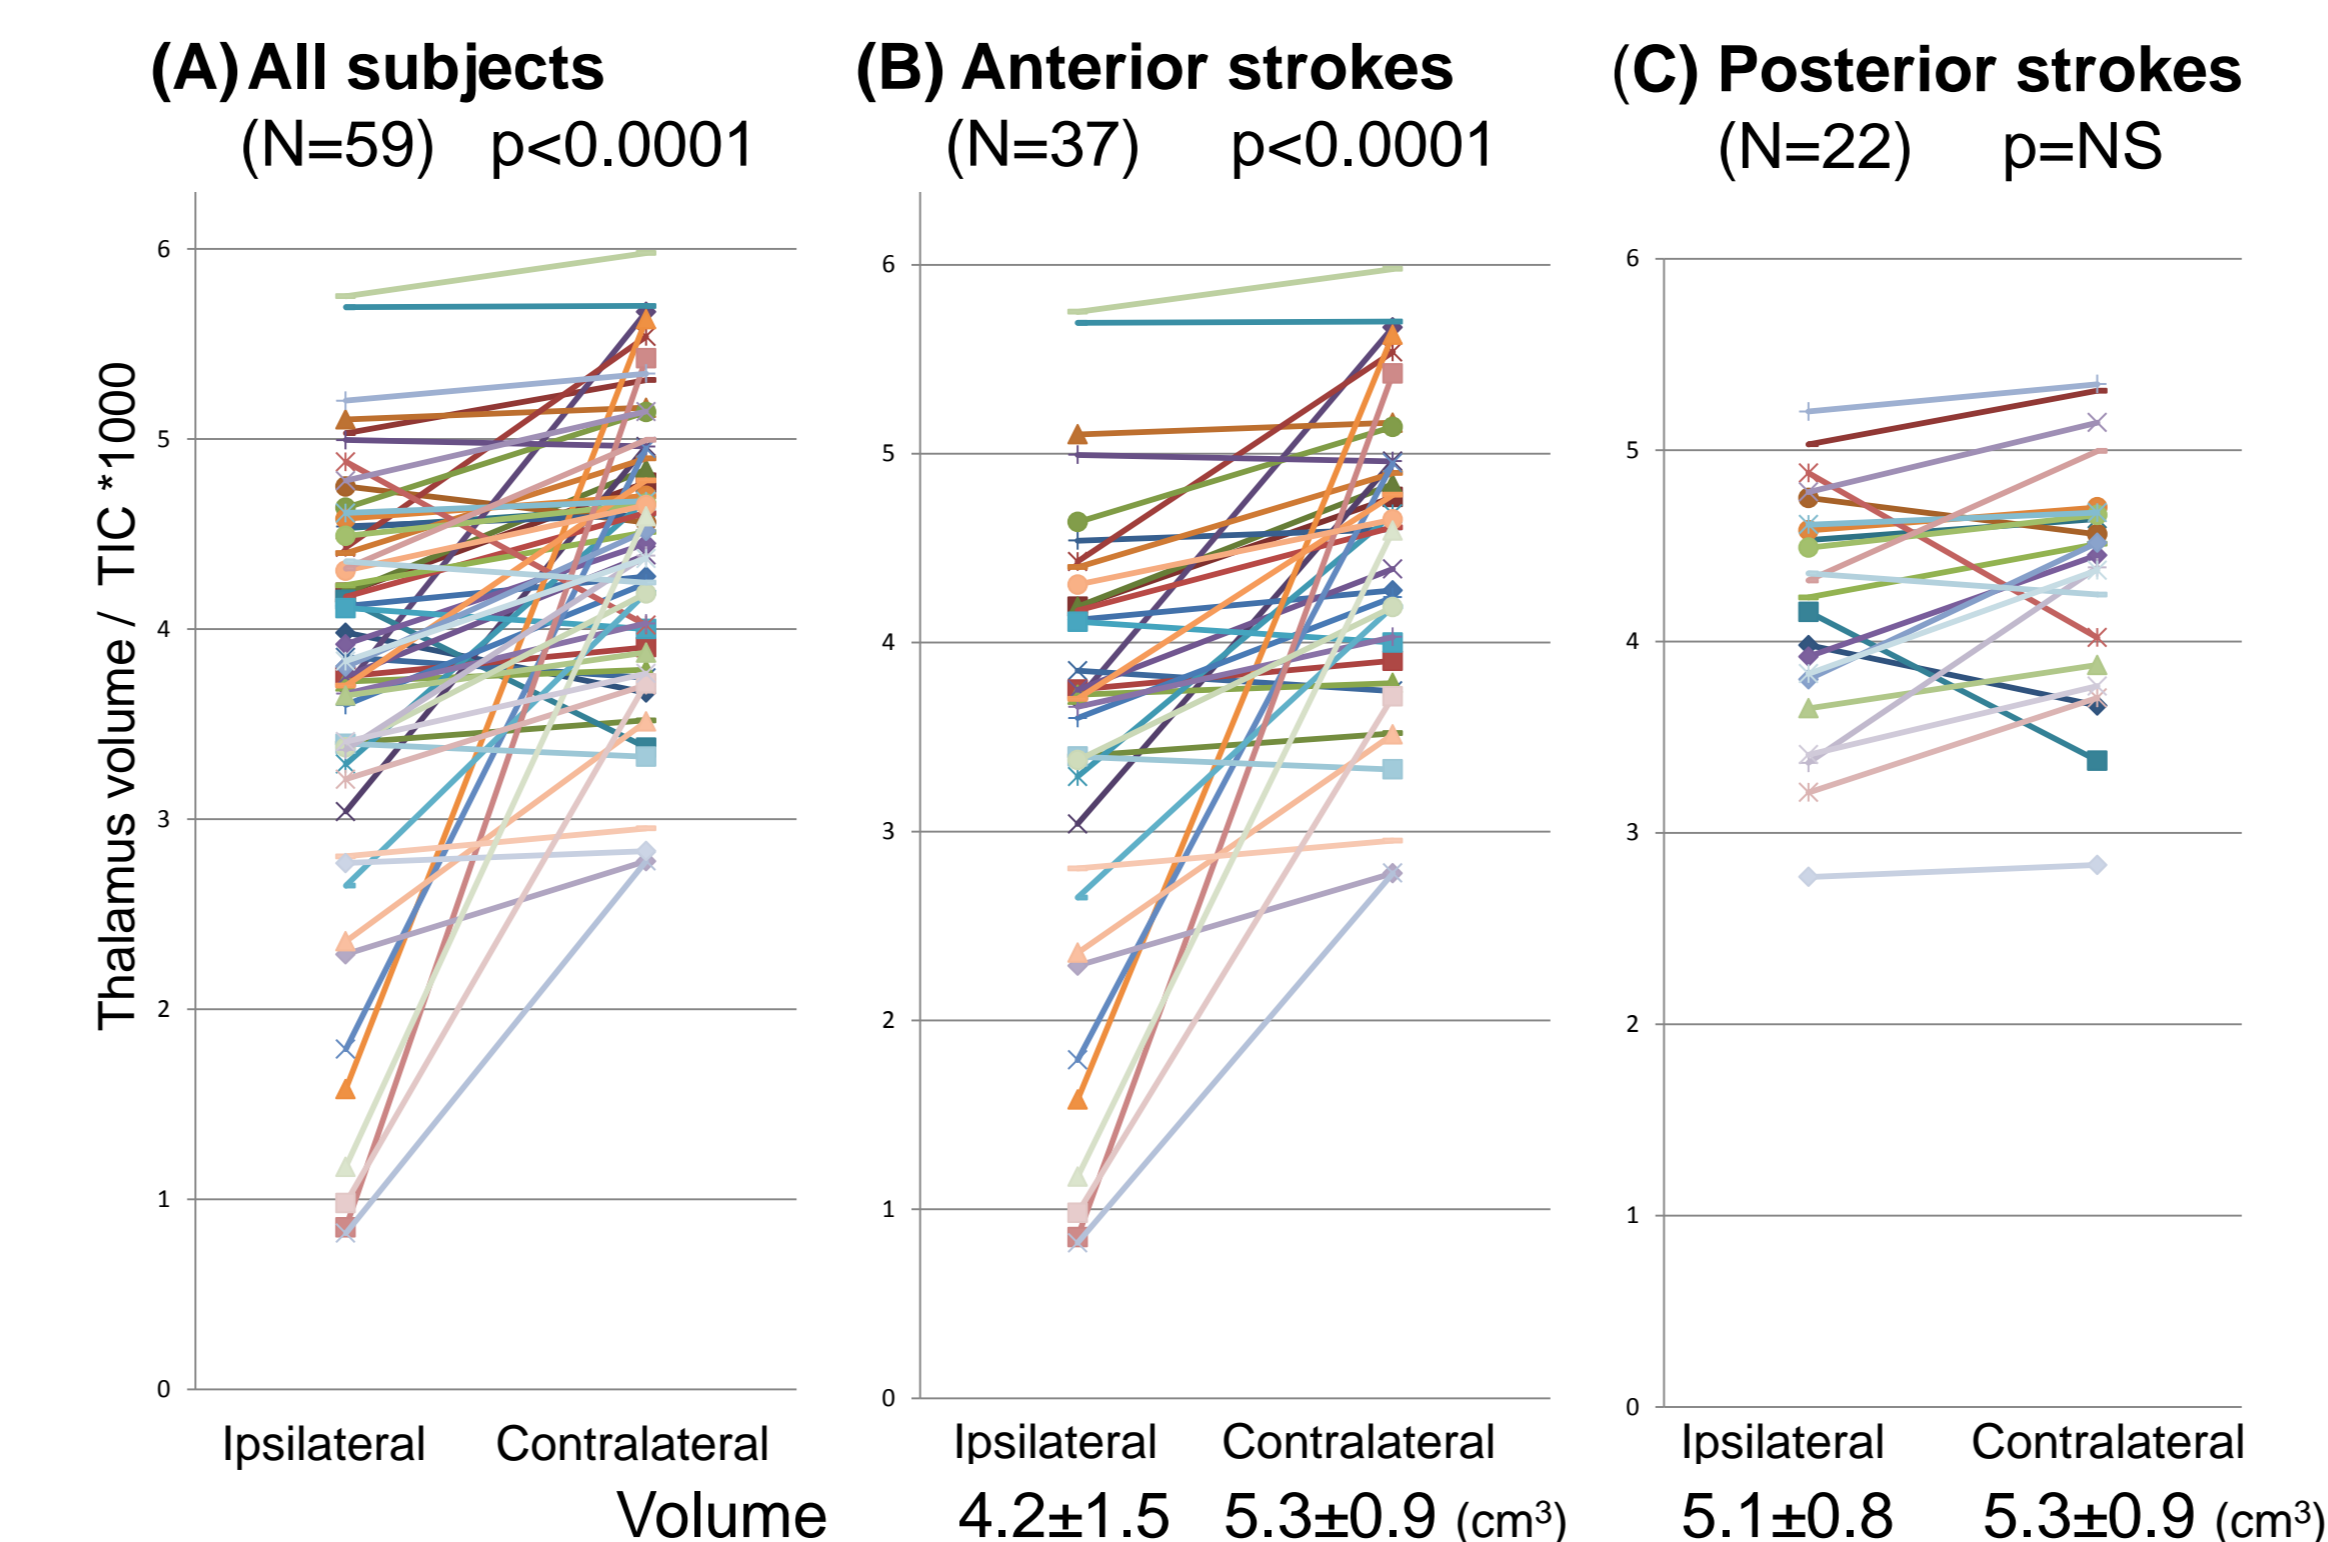 (A) All subjects
(N=59) p<0.0001
(B) Anterior strokes
(N=37) p<0.0001
(C) Posterior strokes
(N=22) p=NS
Thalamus volume / TIC *1000
6
5
4
3
2
1
0
Ipsilateral Contralateral
6
5
4
3
2
1
0
Ipsilateral Contralateral
6
5
4
3
2
1
0
Ipsilateral Contralateral
Volume 4.2±1.5 5.3±0.9 (cm³) 5.1±0.8 5.3±0.9 (cm³)